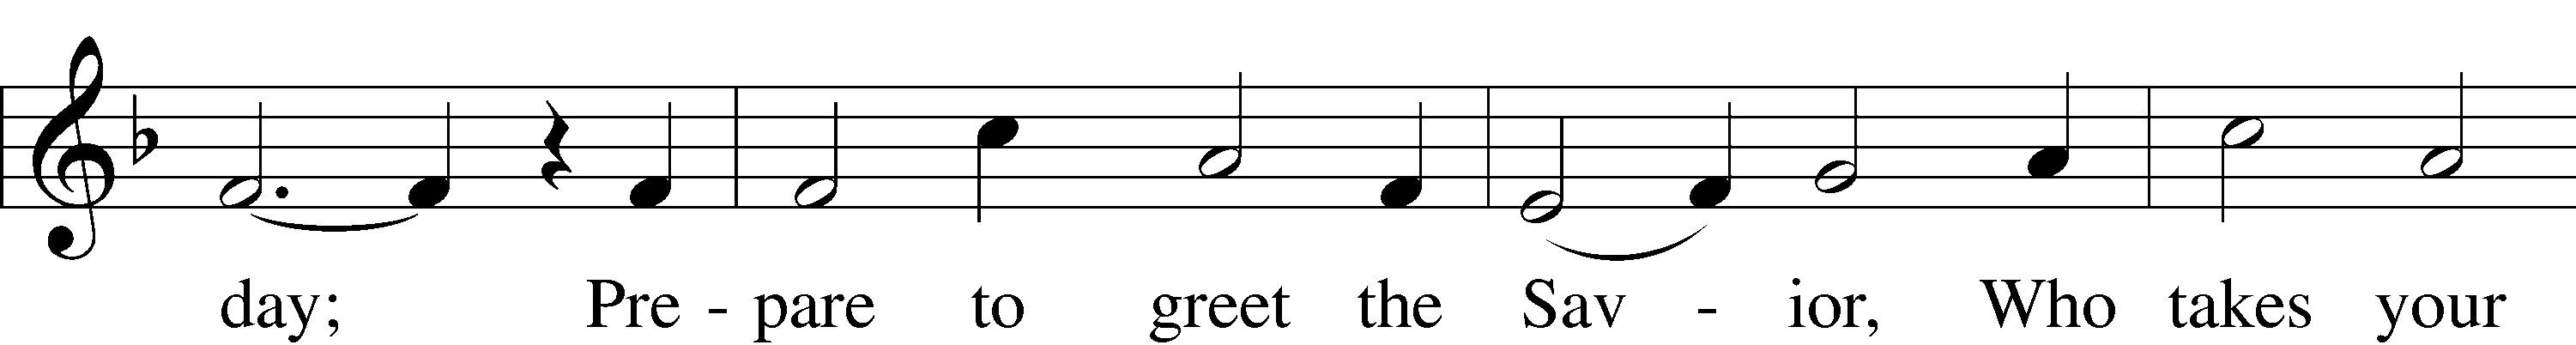 day; Pre - pare to greet the Sav - ior, Who takes your